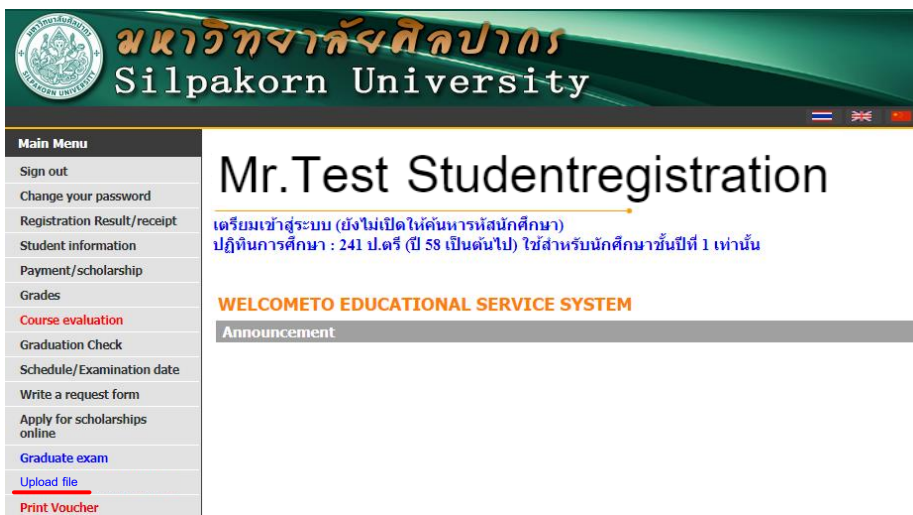 มหาวิทยาลัยศิลปากร
Silpakorn University
Main Menu
Sign out
Change your password
Registration Result/receipt
Student information
Payment/scholarship
Grades
Course evaluation
Graduation Check
Schedule/Examination date
Write a request form
Apply for scholarships
online
Graduate exam
Upload file
Print Voucher
Mr.Test Studentregistration
เตรียมเข้าสู่ระบบ (ยังไม่เปิดให้ค้นหารหัสนักศึกษา)
ปฏิทินการศึกษา : 241 ป.ตรี (ปี 58 เป็นต้นไป) ใช้สำหรับนักศึกษาชั้นปีที่ 1 เท่านั้น
WELCOMETO EDUCATIONAL SERVICE SYSTEM
Announcement